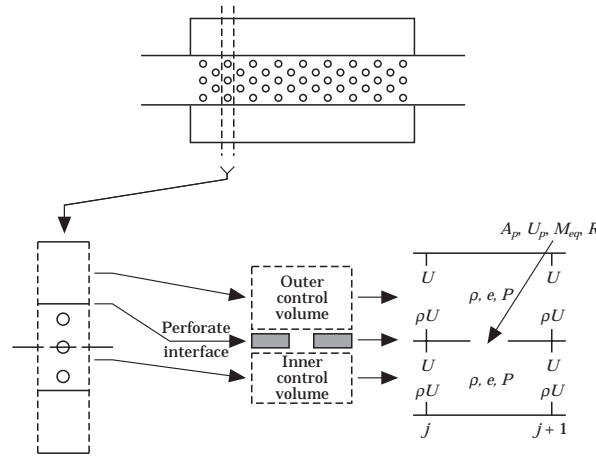 A_p, U_p, M_eq, R
U
U
ρ, e, P
ρU
ρU
Outer
control
volume
Perforate
interface
Inner
control
volume
U
U
ρ, e, P
ρU
ρU
j
j + 1